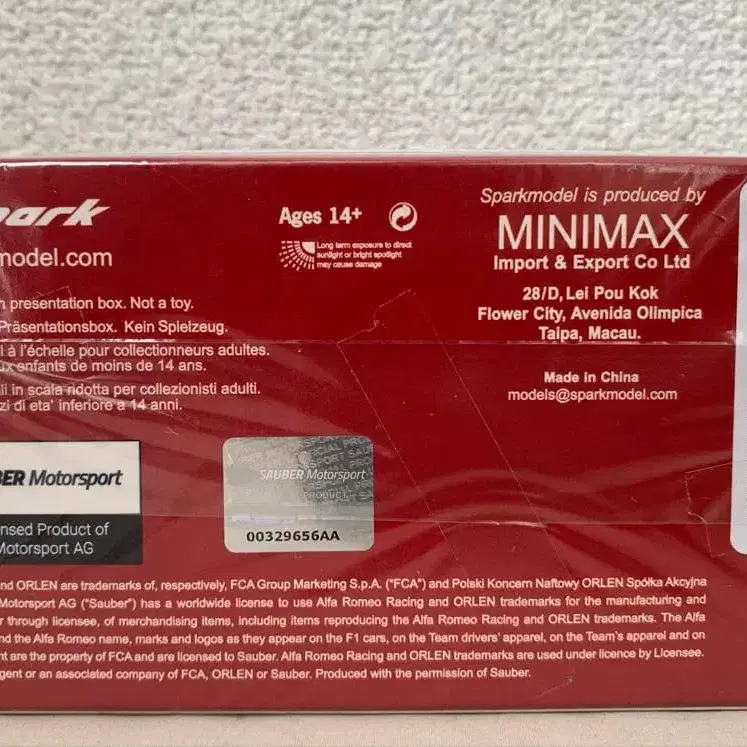 ark
model.com
Ages 14+
Long term exposure to direct
sunlight or bright spotlight
may cause damage
Sparkmodel is produced by
MINIMAX
Import & Export Co Ltd
28/D, Lei Pou Kok
Flower City, Avenida Olimpica
Taipa, Macau.
Made in China
models@sparkmodel.com
n presentation box. Not a toy.
Präsentationsbox. Kein Spielzeug.
l à l'échelle pour collectionneurs adultes.
ux enfants de moins de 14 ans.
li in scala ridotta per collezionisti adulti.
zi di eta' inferiore a 14 anni.
BER Motorsport
nsed Product of
Motorsport AG
SAUBER Motorsport
PRODUCT
00329656AA
nd ORLEN are trademarks of, respectively, FCA Group Marketing S.p.A. ("FCA") and Polski Koncern Naftowy ORLEN Spółka Akcyjna
Motorsport AG ("Sauber") has a worldwide license to use Alfa Romeo Racing and ORLEN trademarks for the manufacturing and
r through licensee, of merchandising items, including items reproducing the Alfa Romeo Racing and ORLEN trademarks. The Alfa
nd the Alfa Romeo name, marks and logos as they appear on the F1 cars, on the Team drivers' apparel, on the Team's apparel and on
nt are the property of FCA and are licensed to Sauber. Alfa Romeo Racing and ORLEN trademarks are used under licence by Licensee.
gent or an associated company of FCA, ORLEN or Sauber. Produced with the permission of Sauber.